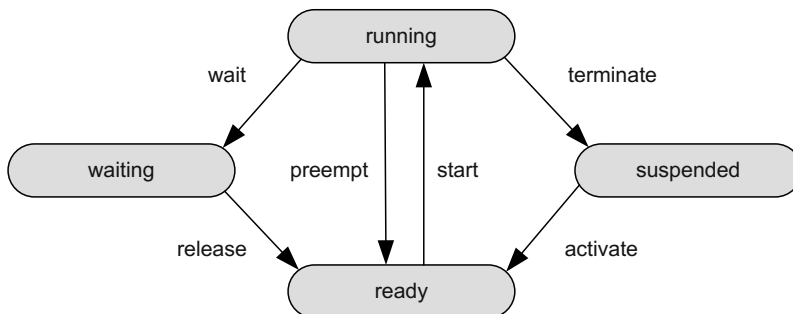 running
wait
terminate
waiting
preempt
start
suspended
release
activate
ready